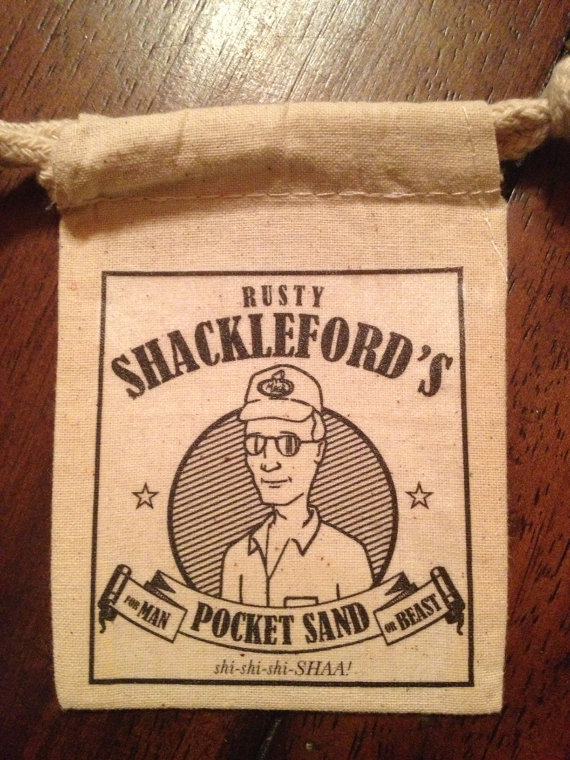 RUSTY
SHACKLEFORD'S
FOR MAN
POCKET SAND
OR BEAST
shi-shi-shi-SHAA!